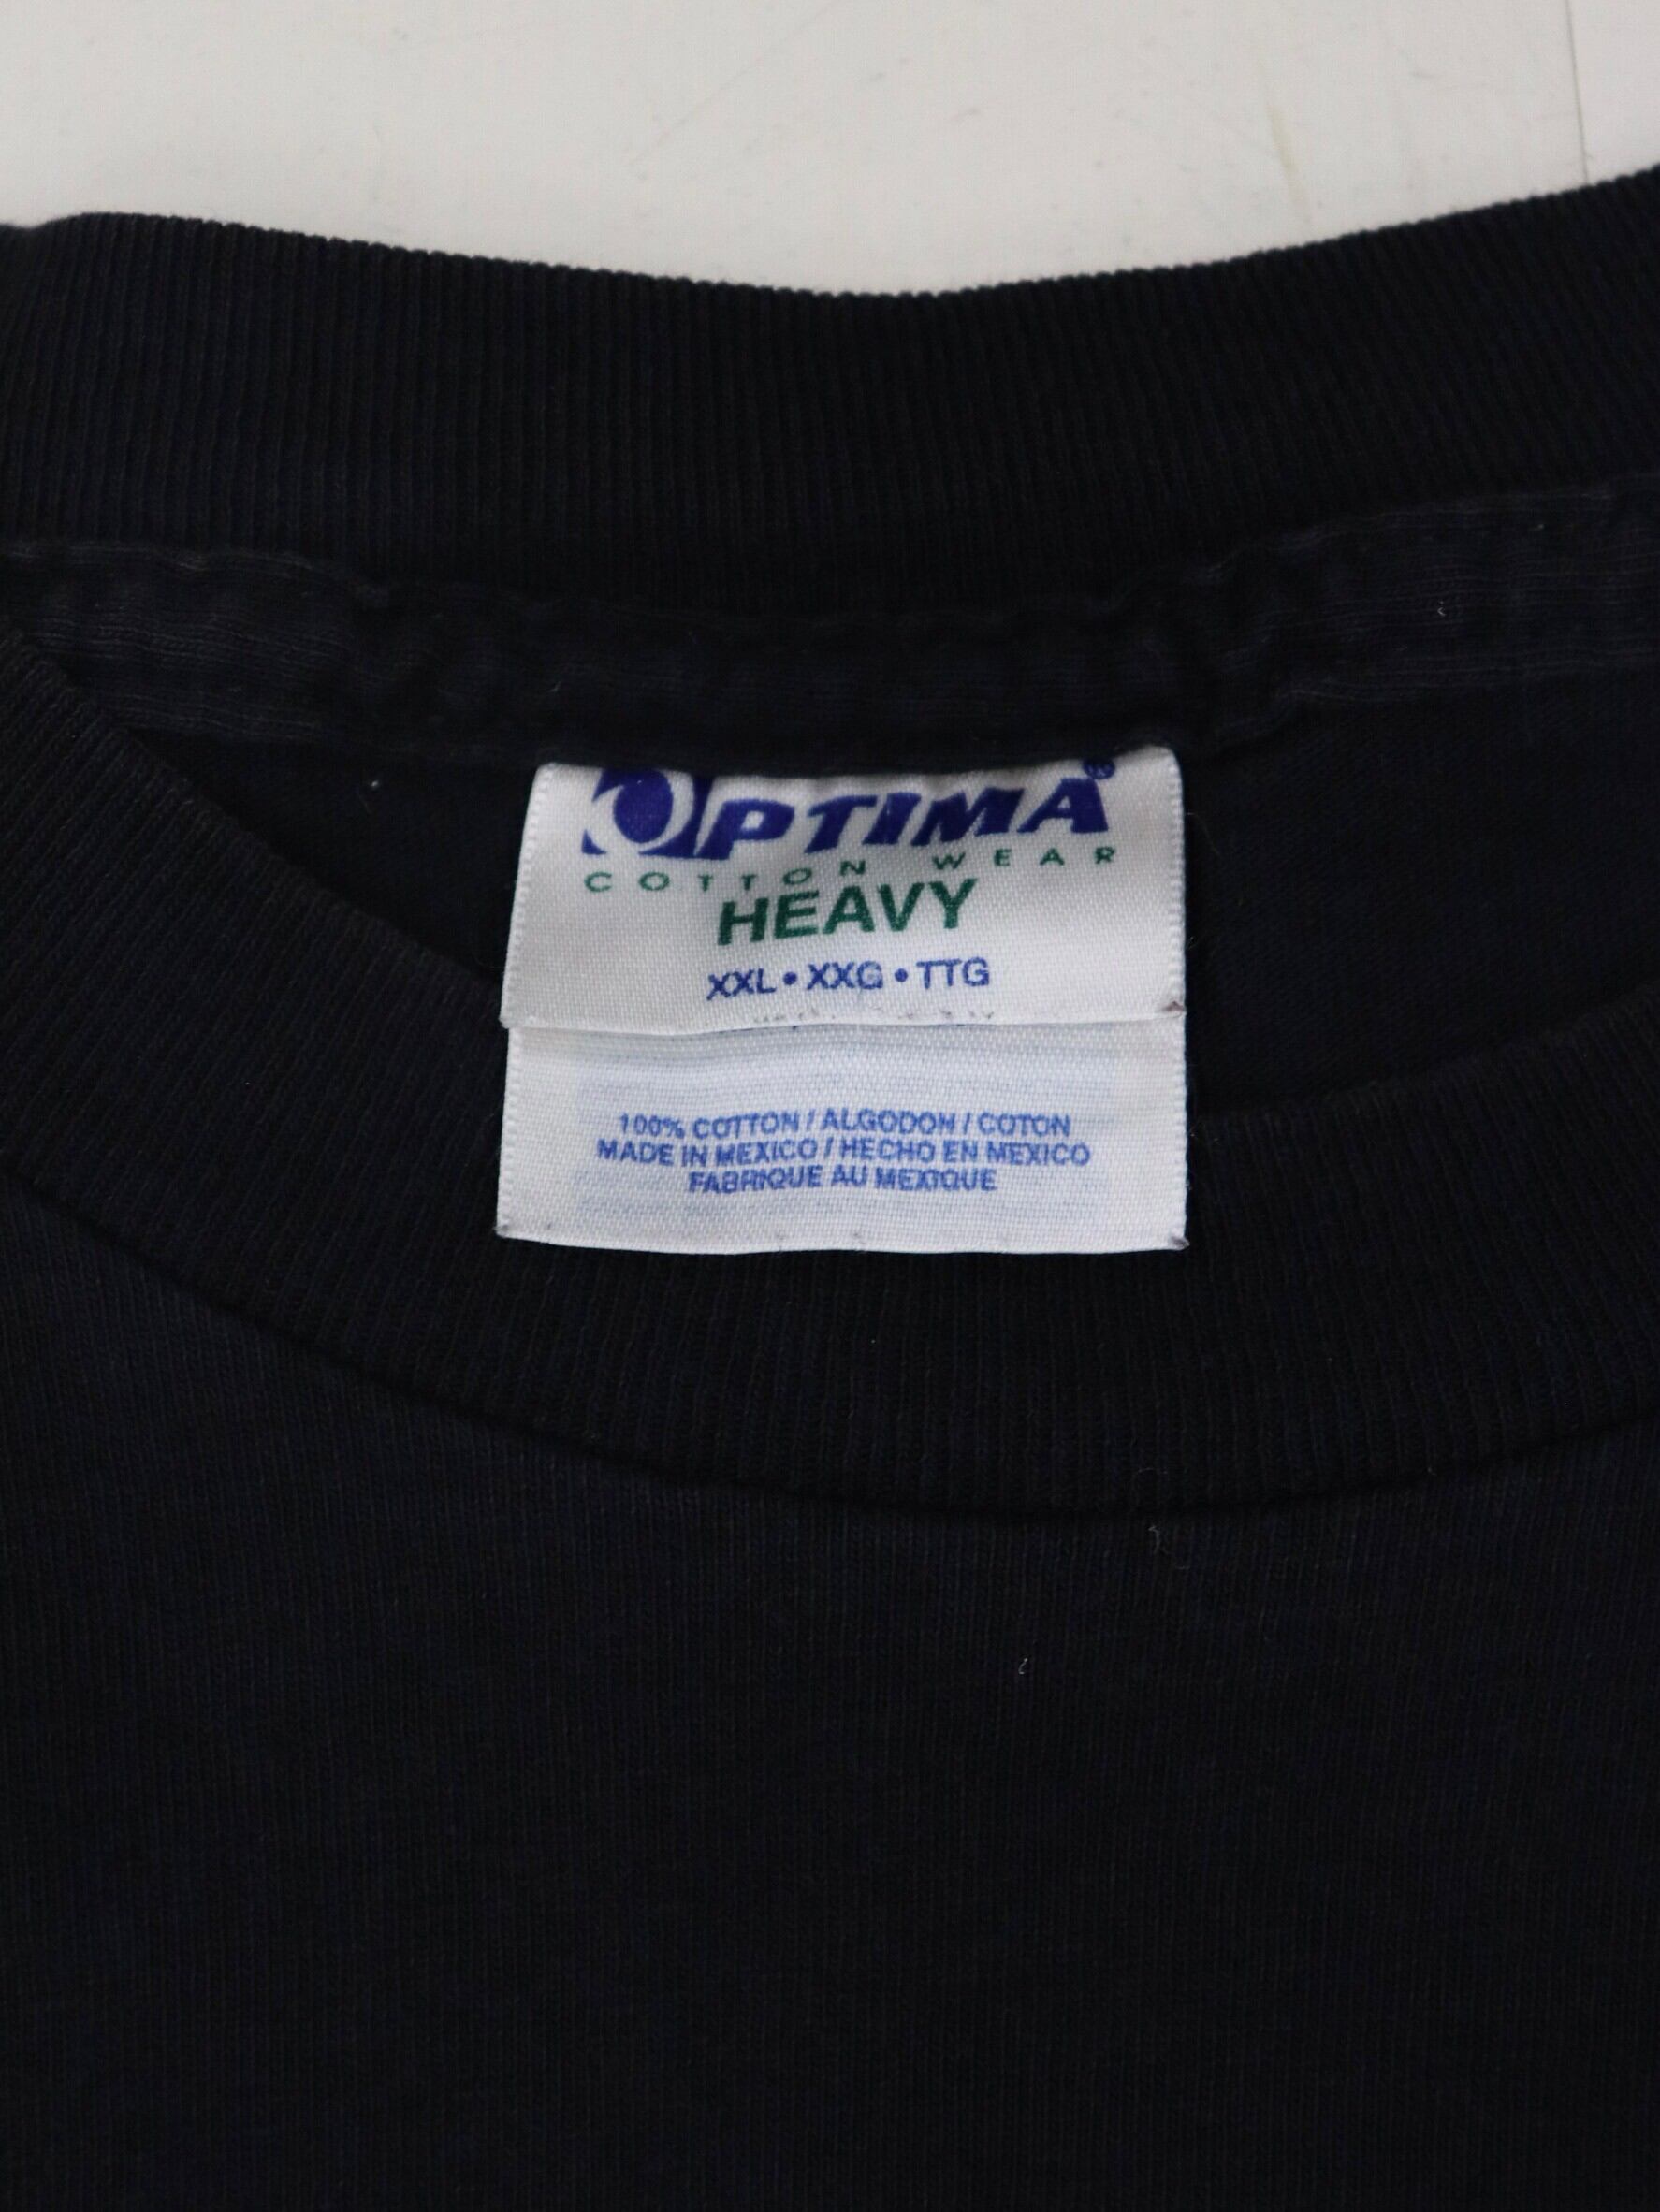 OPTIMA®
COTTON WEAR
HEAVY
XXL • XXG • TTG
100% COTTON / ALGODON / COTON
MADE IN MEXICO / HECHO EN MEXICO
FABRIQUE AU MEXIQUE